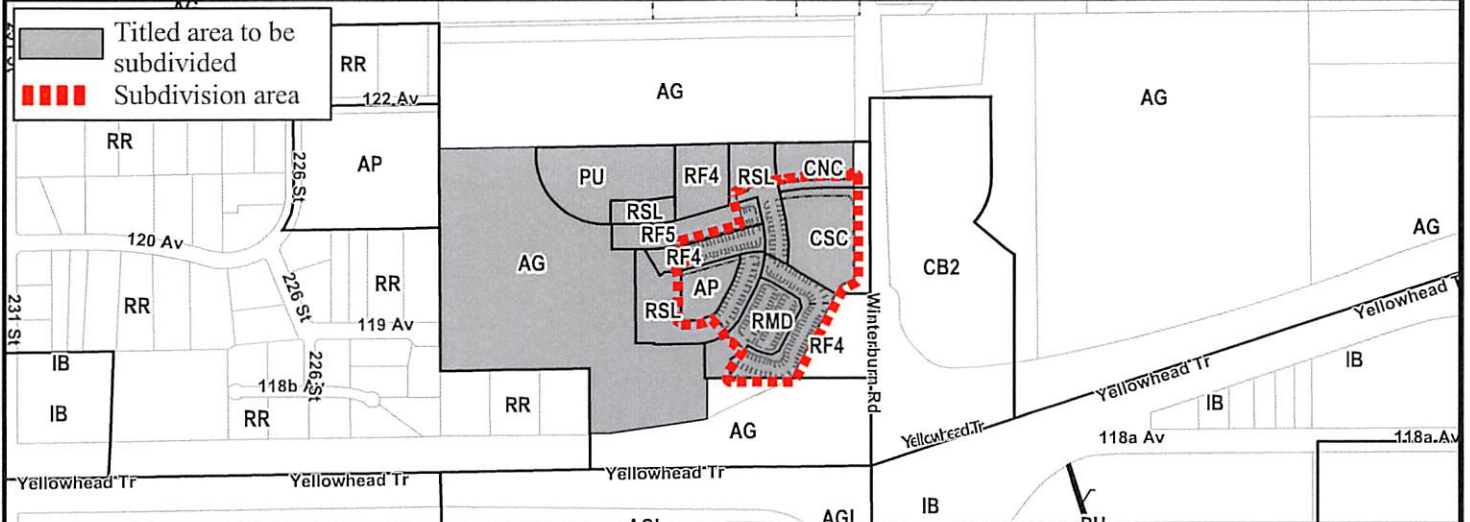 Titled area to be
subdivided
Subdivision area
RR
122 Av
AG
AG
RR
226 St
AP
PU
RF4
RSL
CNC
RSL
RF5
CSC
AG
120 Av
RF4
AG
CB2
226 St
RR
AP
231 St
RR
RSL
RMD
Winterburn Rd
Yellowhead Tr
119 Av
RF4
IB
IB
226 St
Yellowhead Tr
118b Av
RR
IB
IB
RR
AG
Yellowhead Tr
118a Av
118a Av
Yellowhead Tr
Yellowhead Tr
Yellowhead Tr
IB